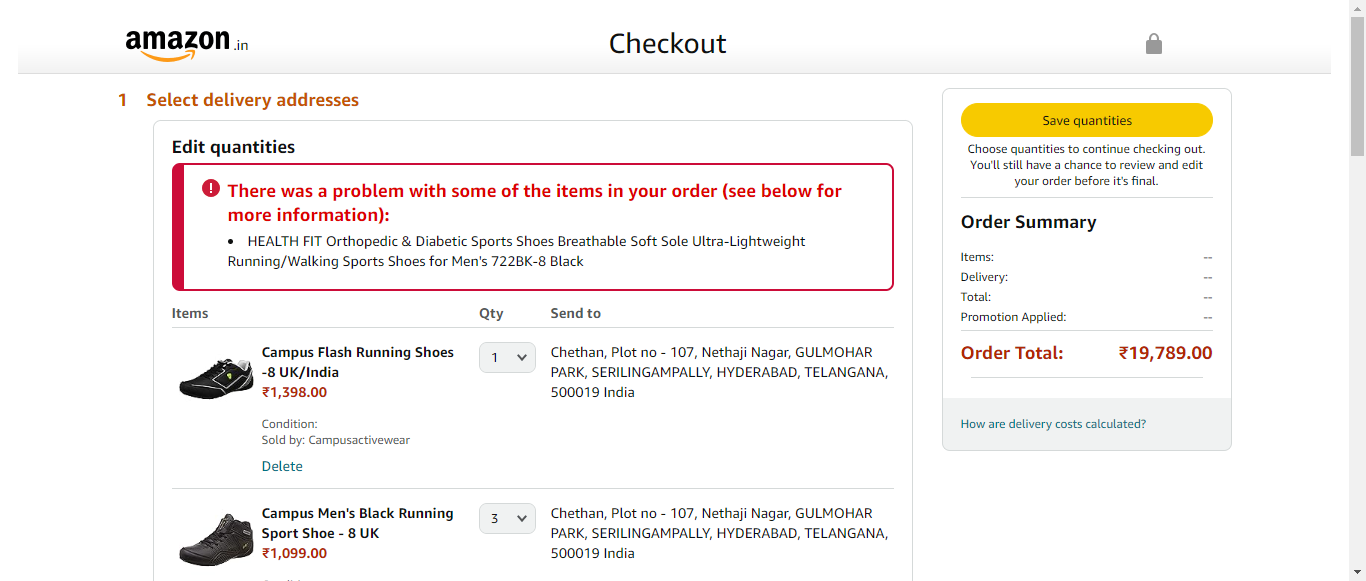 amazon.in
Checkout
1 Select delivery addresses
Edit quantities
There was a problem with some of the items in your order (see below for
more information):
• HEALTH FIT Orthopedic & Diabetic Sports Shoes Breathable Soft Sole Ultra-Lightweight
Running/Walking Sports Shoes for Men's 722BK-8 Black
Items Qty Send to
Campus Flash Running Shoes
-8 UK/India
₹1,398.00
Condition:
Sold by: Campusactivewear
Delete
1
Chethan, Plot no - 107, Nethaji Nagar, GULMOHAR
PARK, SERILINGAMPALLY, HYDERABAD, TELANGANA,
500019 India
Campus Men's Black Running
Sport Shoe - 8 UK
₹1,099.00
3
Chethan, Plot no - 107, Nethaji Nagar, GULMOHAR
PARK, SERILINGAMPALLY, HYDERABAD, TELANGANA,
500019 India
Save quantities
Choose quantities to continue checking out.
You'll still have a chance to review and edit
your order before it's final.
Order Summary
Items: --
Delivery: --
Total: --
Promotion Applied: --
Order Total: ₹19,789.00
How are delivery costs calculated?